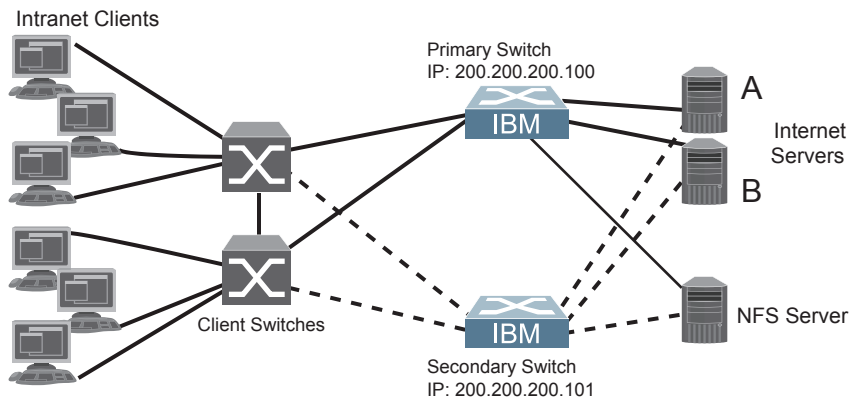 Intranet Clients
Primary Switch
IP: 200.200.200.100
IBM
A
Internet
Servers
B
Client Switches
IBM
NFS Server
Secondary Switch
IP: 200.200.200.101